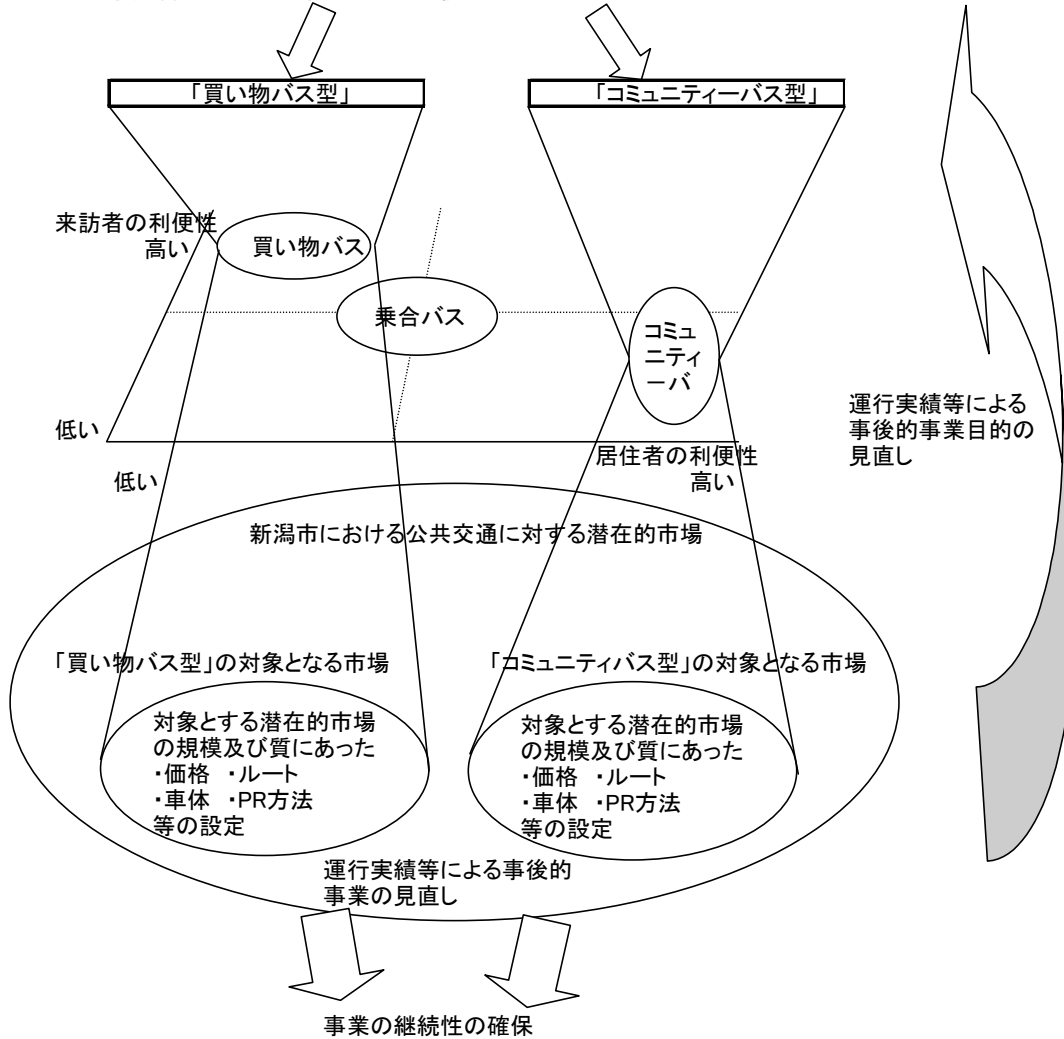 「買い物バス型」
「コミュニティーバス型」
来訪者の利便性
高い
買い物バス
乗合バス
コミュ
ニティ
ーバ
低い
低い
居住者の利便性
高い
運行実績等による
事後的事業目的の
見直し
新潟市における公共交通に対する潜在的市場
「買い物バス型」の対象となる市場
「コミュニティバス型」の対象となる市場
対象とする潜在的市場
の規模及び質にあった
・価格 ・ルート
・車体 ・PR方法
等の設定
対象とする潜在的市場
の規模及び質にあった
・価格 ・ルート
・車体 ・PR方法
等の設定
運行実績等による事後的
事業の見直し
事業の継続性の確保